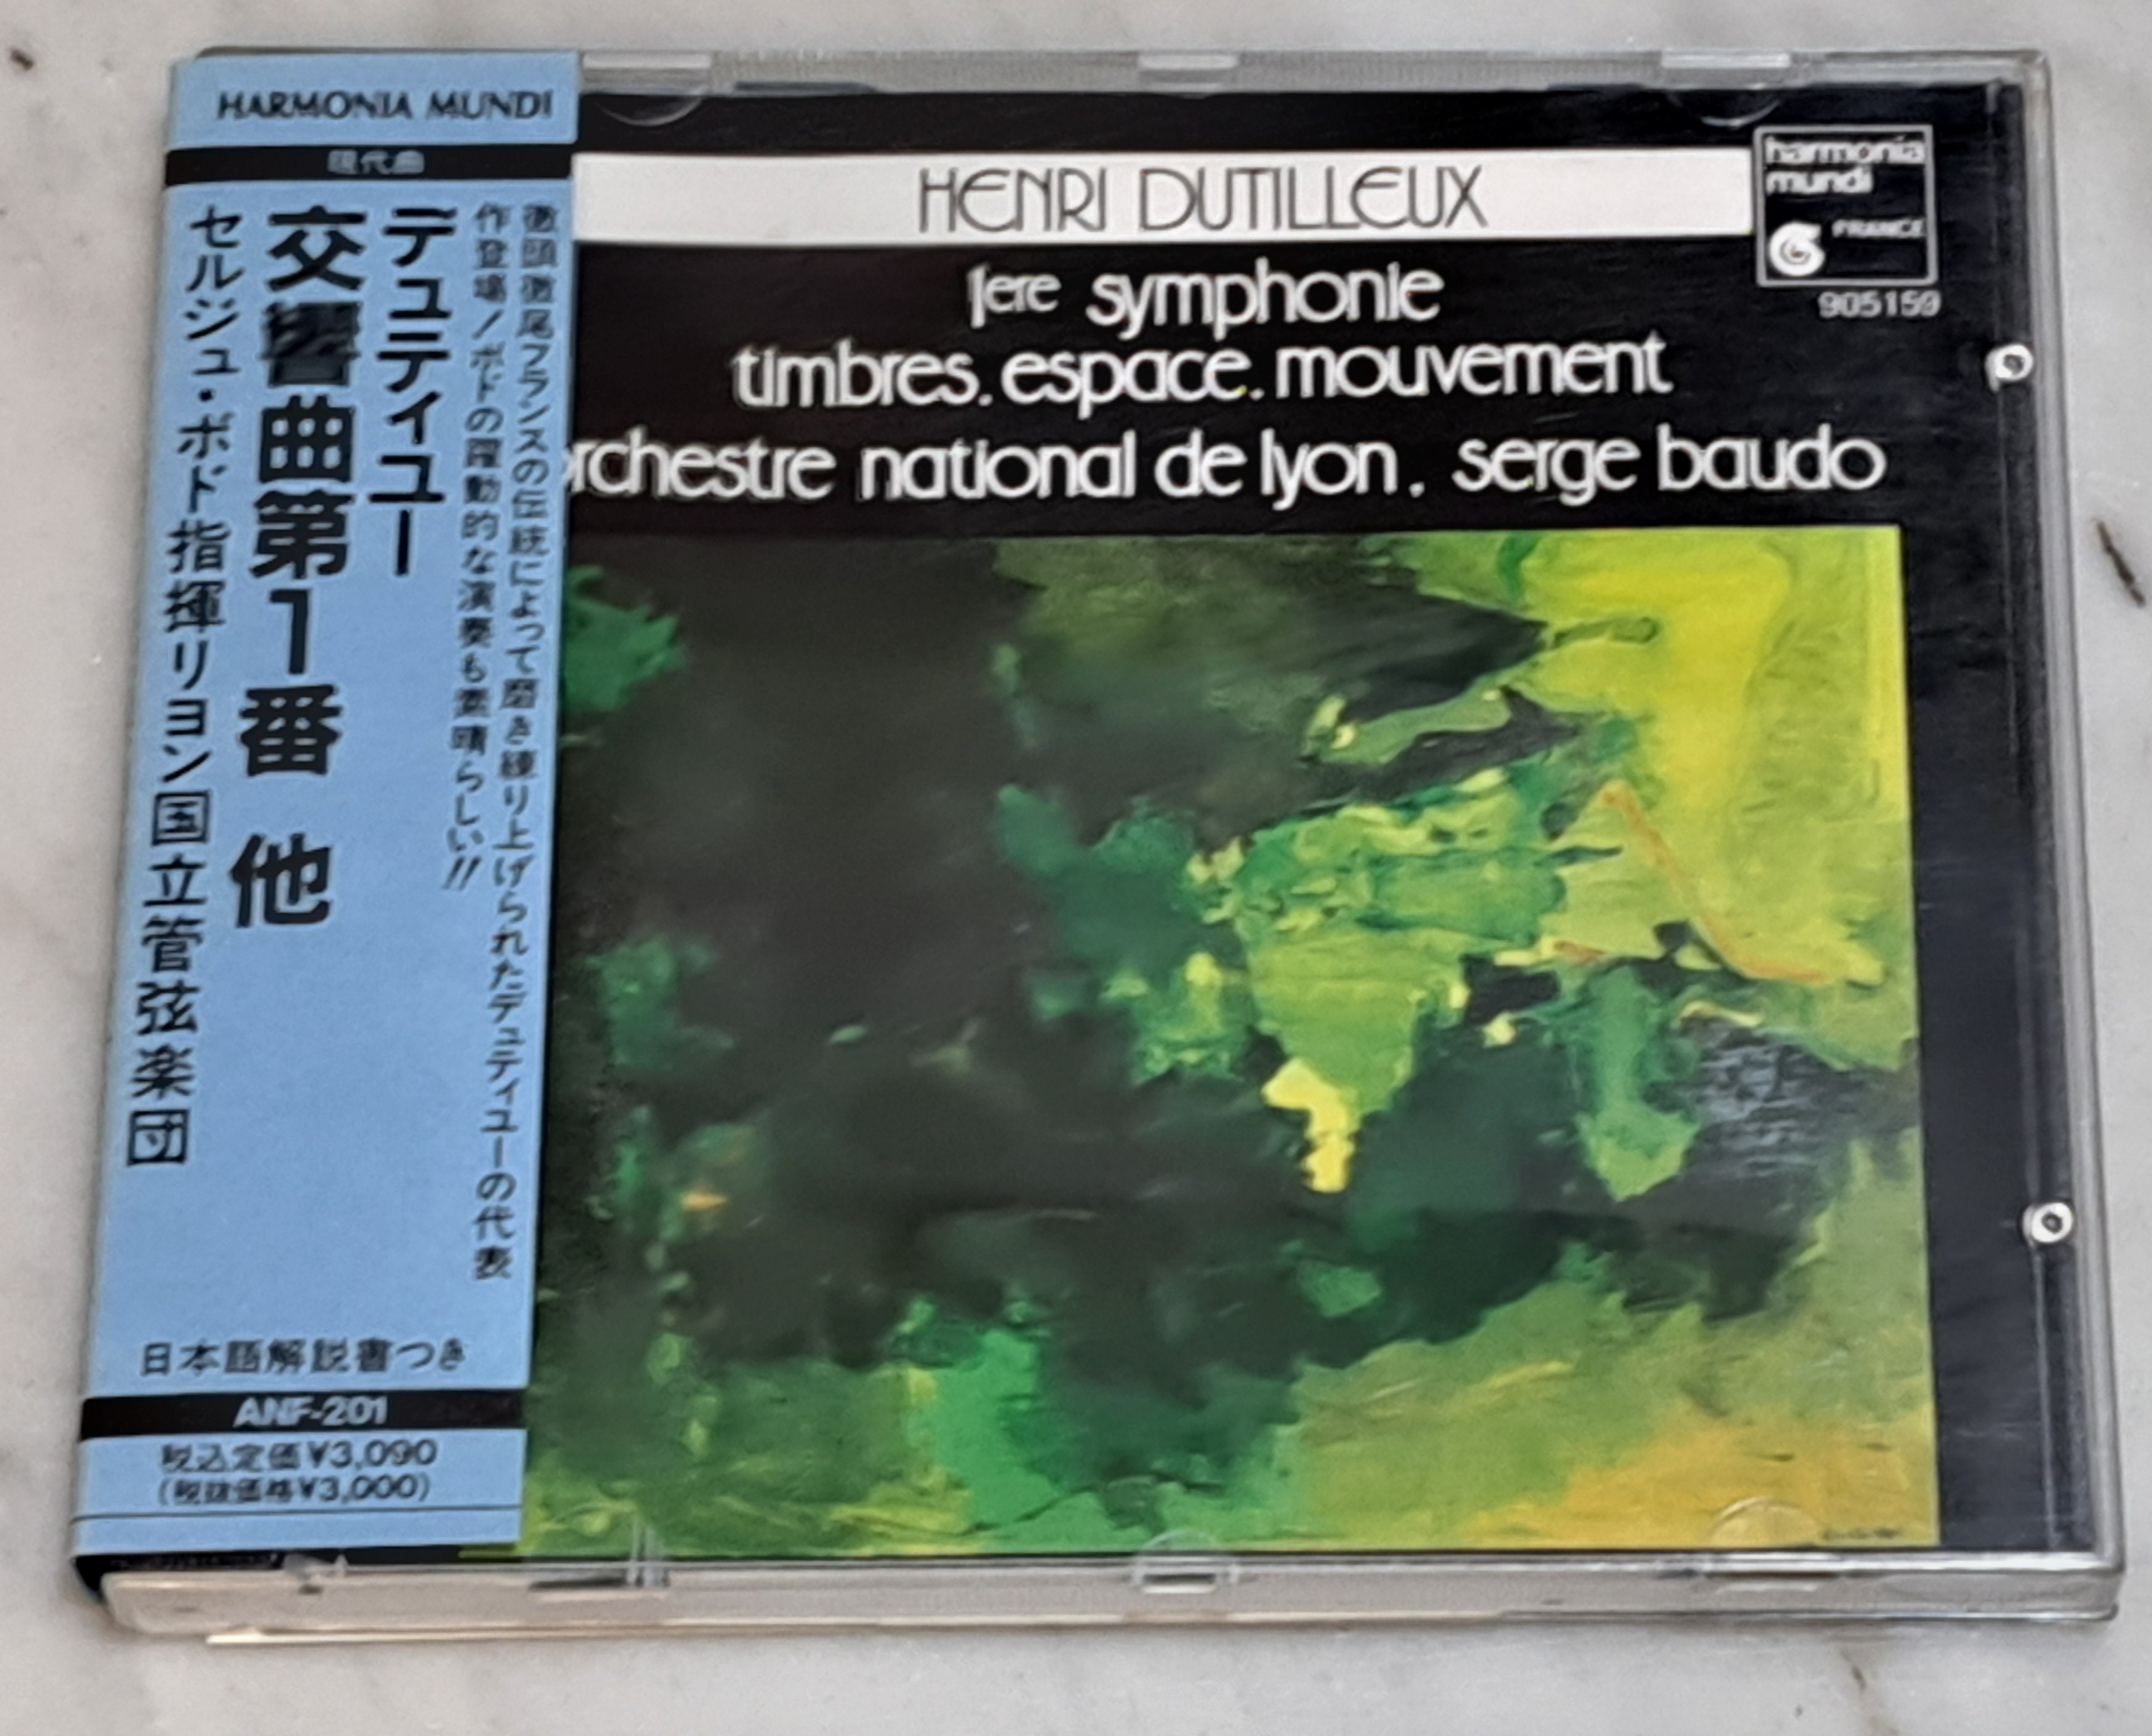 HARMONIA MUNDI
現代曲
徹頭徹尾フランスの伝統によって磨き練り上げられたデュティユーの代表
作登場!ボドの躍動的な演奏も素晴らしい!!
デュティユー
交響曲第1番 他
セルジュ・ボド指揮リヨン国立管弦楽団
日本語解説書つき
ANF-201
税込定価¥3,090
(税抜価格¥3,000)
HENRI DUTILLEUX
harmonia
mundi
FRANCE
905159
1ere symphonie
timbres. espace. mouvement
orchestre national de lyon. serge baudo